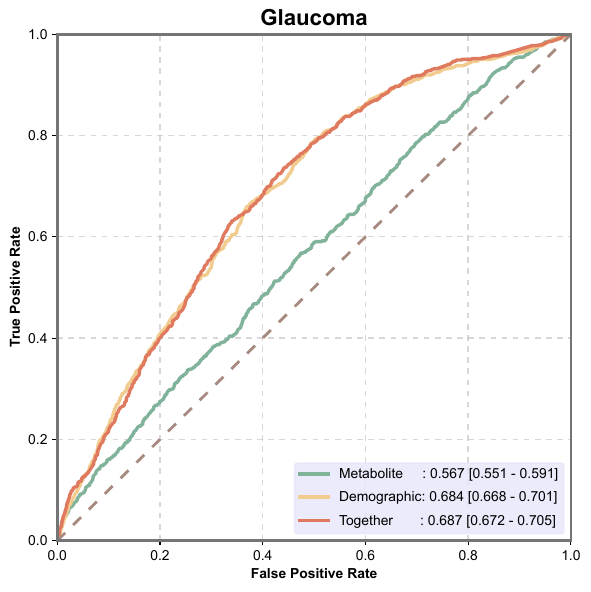 Glaucoma
True Positive Rate
1.0
0.8
0.6
0.4
0.2
0.0
Metabolite : 0.567 [0.551 - 0.591]
Demographic: 0.684 [0.668 - 0.701]
Together : 0.687 [0.672 - 0.705]
0.0 0.2 0.4 0.6 0.8 1.0
False Positive Rate